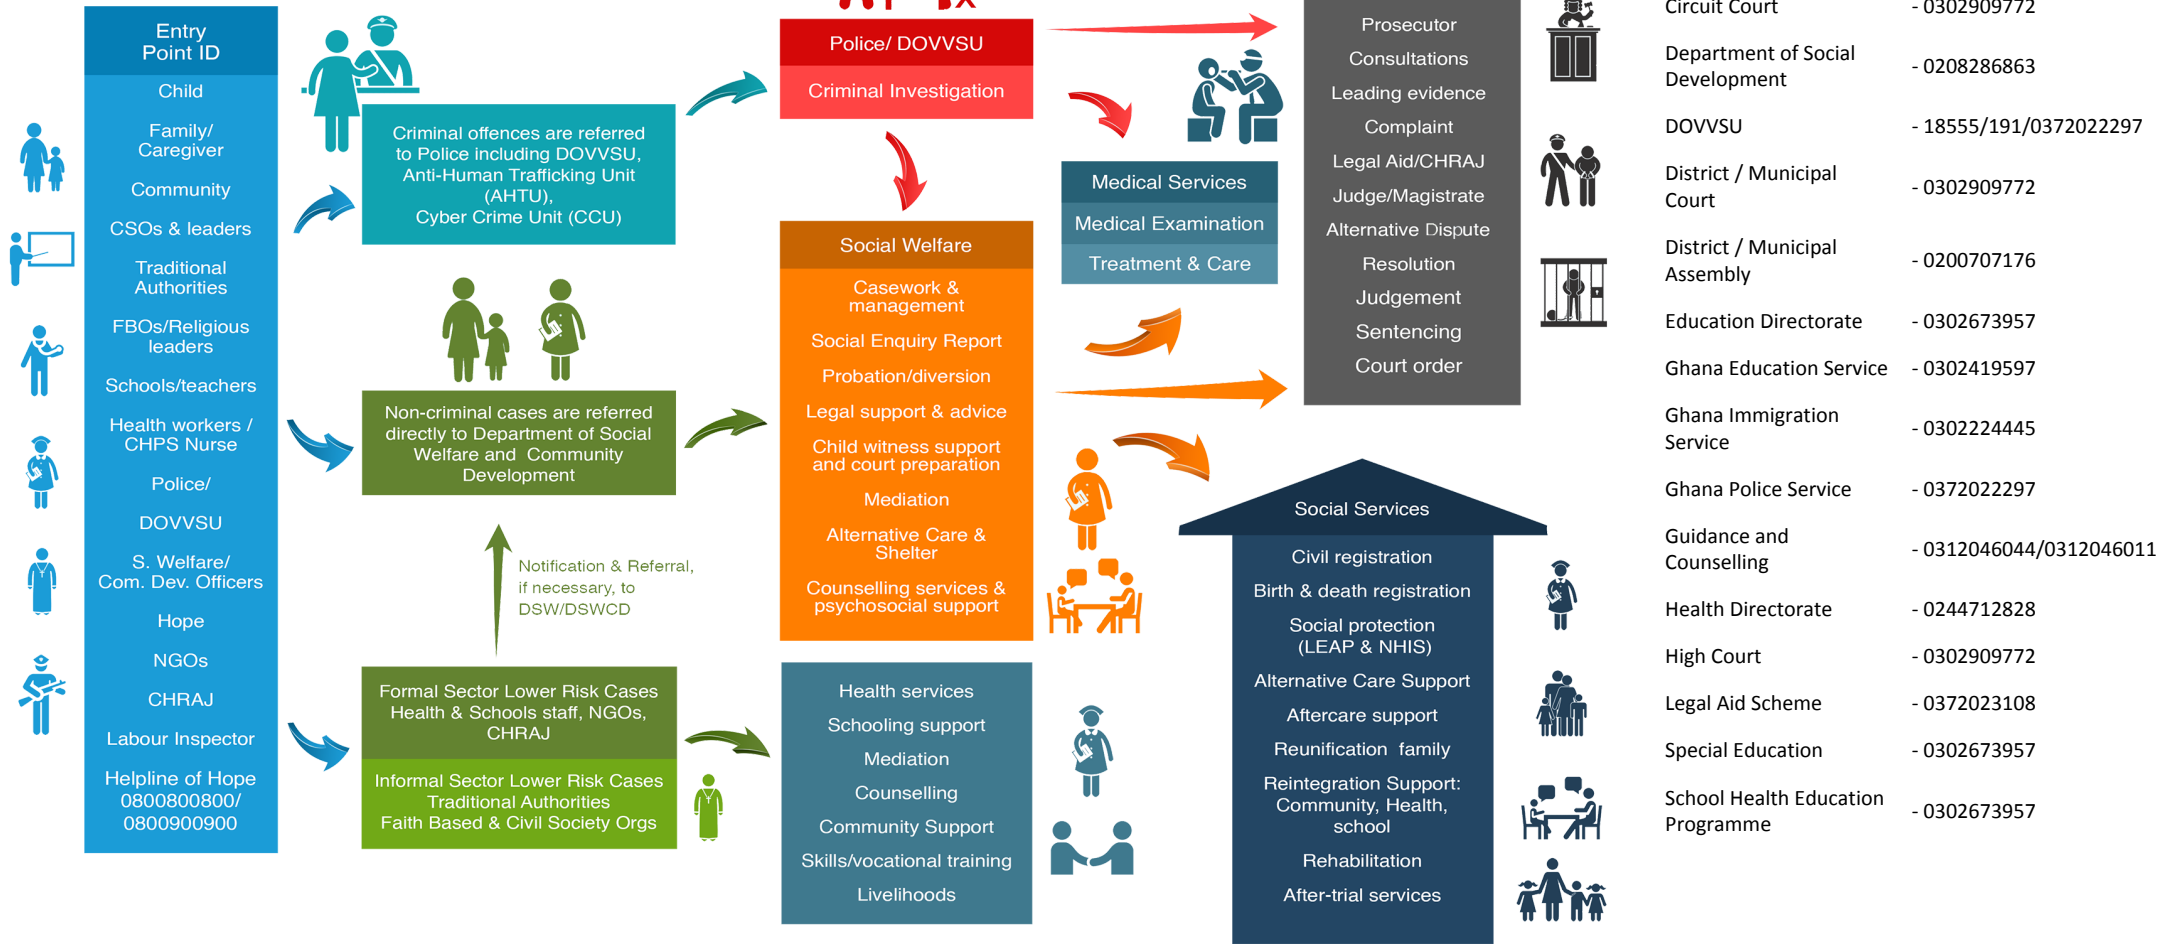 Entry
Point ID
Child
Family/
Caregiver
Community
CSOs & leaders
Traditional
Authorities
FBOs/Religious
leaders
Schools/teachers
Health workers /
CHPS Nurse
Police/
DOVVSU
S. Welfare/
Com. Dev. Officers
Hope
NGOs
CHRAJ
Labour Inspector
Helpline of Hope
0800800800/
0800900900
Criminal offences are referred
to Police including DOVVSU,
Anti-Human Trafficking Unit
(AHTU),
Cyber Crime Unit (CCU)
Non-criminal cases are referred
directly to Department of Social
Welfare and Community
Development
Notification & Referral,
if necessary, to
DSW/DSWCD
Formal Sector Lower Risk Cases
Health & Schools staff, NGOs,
CHRAJ
Informal Sector Lower Risk Cases
Traditional Authorities
Faith Based & Civil Society Orgs
Police/ DOVVSU
Criminal Investigation
Social Welfare
Casework &
management
Social Enquiry Report
Probation/diversion
Legal support & advice
Child witness support
and court preparation
Mediation
Alternative Care &
Shelter
Counselling services &
psychosocial support
Health services
Schooling support
Mediation
Counselling
Community Support
Skills/vocational training
Livelihoods
Medical Services
Medical Examination
Treatment & Care
Prosecutor
Consultations
Leading evidence
Complaint
Legal Aid/CHRAJ
Judge/Magistrate
Alternative Dispute
Resolution
Judgement
Sentencing
Court order
Social Services
Civil registration
Birth & death registration
Social protection
(LEAP & NHIS)
Alternative Care Support
Aftercare support
Reunification family
Reintegration Support:
Community, Health,
school
Rehabilitation
After-trial services
Circuit Court - 0302909772
Department of Social
Development - 0208286863
DOVVSU - 18555/191/0372022297
District / Municipal
Court - 0302909772
District / Municipal
Assembly - 0200707176
Education Directorate - 0302673957
Ghana Education Service - 0302419597
Ghana Immigration
Service - 0302224445
Ghana Police Service - 0372022297
Guidance and
Counselling - 0312046044/0312046011
Health Directorate - 0244712828
High Court - 0302909772
Legal Aid Scheme - 0372023108
Special Education - 0302673957
School Health Education
Programme - 0302673957